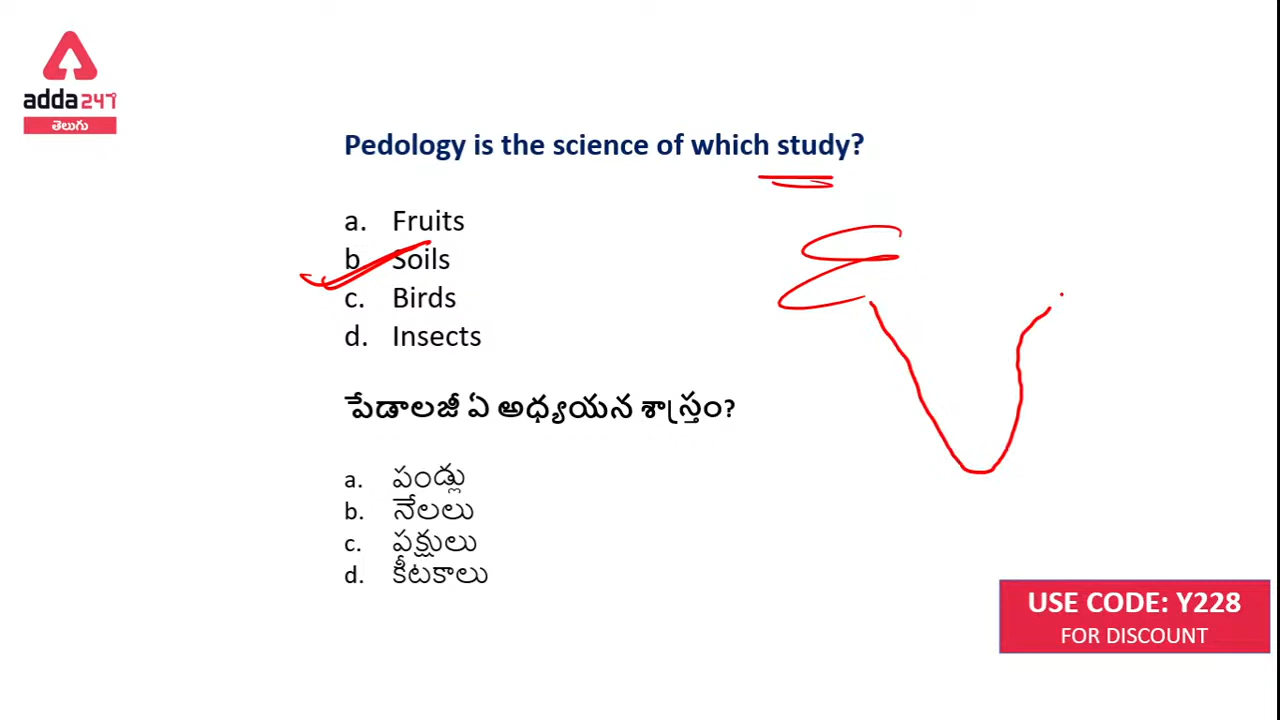 adda247
తెలుగు
Pedology is the science of which study?
a. Fruits
b. Soils
c. Birds
d. Insects
పేడాలజీ ఏ అధ్యయన శాస్త్రం?
a. పండ్లు
b. నేలలు
c. పక్షులు
d. కీటకాలు
USE CODE: Y228
FOR DISCOUNT